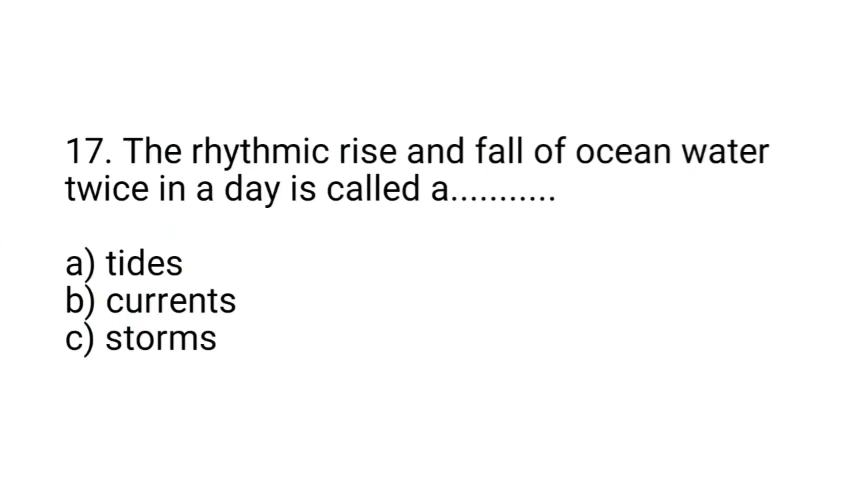 17. The rhythmic rise and fall of ocean water
twice in a day is called a...........
a) tides
b) currents
c) storms